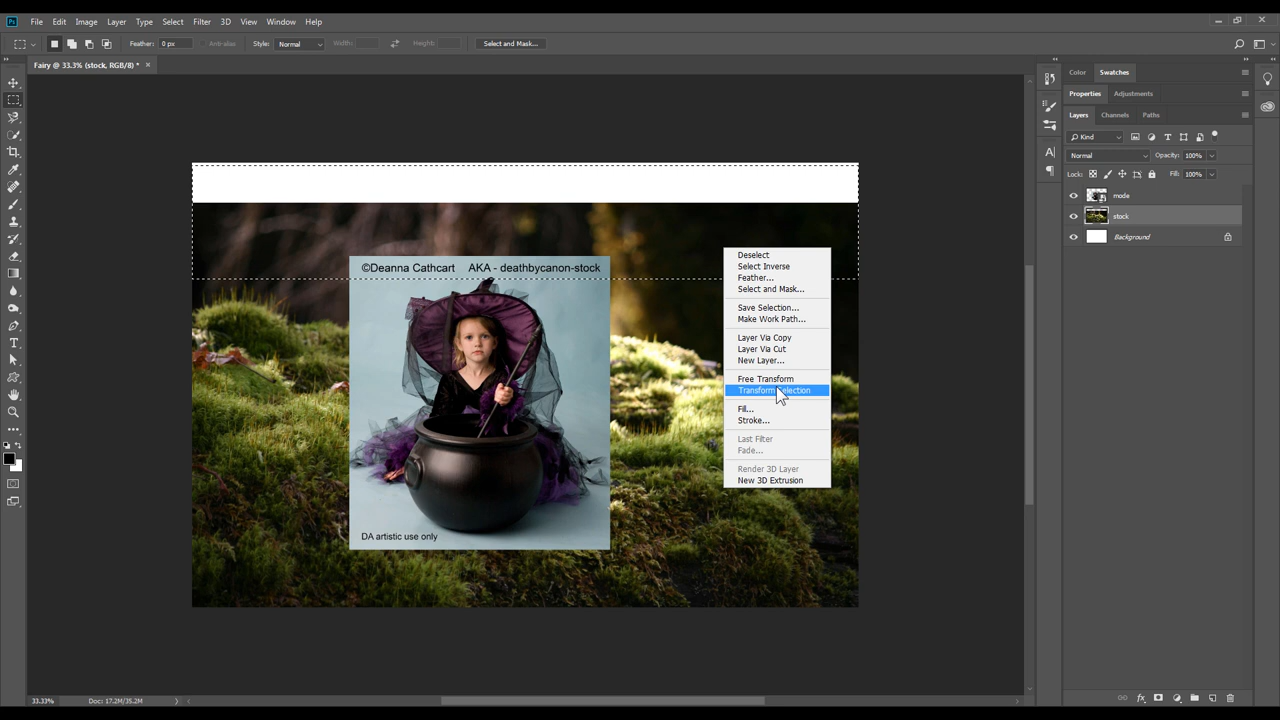 Ps File Edit Image Layer Type Select Filter 3D View Window Help
Feather: 0 px Anti-alias Style: Normal Width: Height: Select and Mask...
Fairy @ 33.3% (stock, RGB/8) * ×
Color Swatches
Properties Adjustments
Layers Channels Paths
Kind
Normal Opacity: 100%
Lock: Fill: 100%
mode
stock
Background
©Deanna Cathcart AKA - deathbycanon-stock
DA artistic use only
Deselect
Select Inverse
Feather...
Select and Mask...
Save Selection...
Make Work Path...
Layer Via Copy
Layer Via Cut
New Layer...
Free Transform
Transform Selection
Fill...
Stroke...
Last Filter
Fade...
Render 3D Layer
New 3D Extrusion
33.33% Doc: 17.2M/35.2M